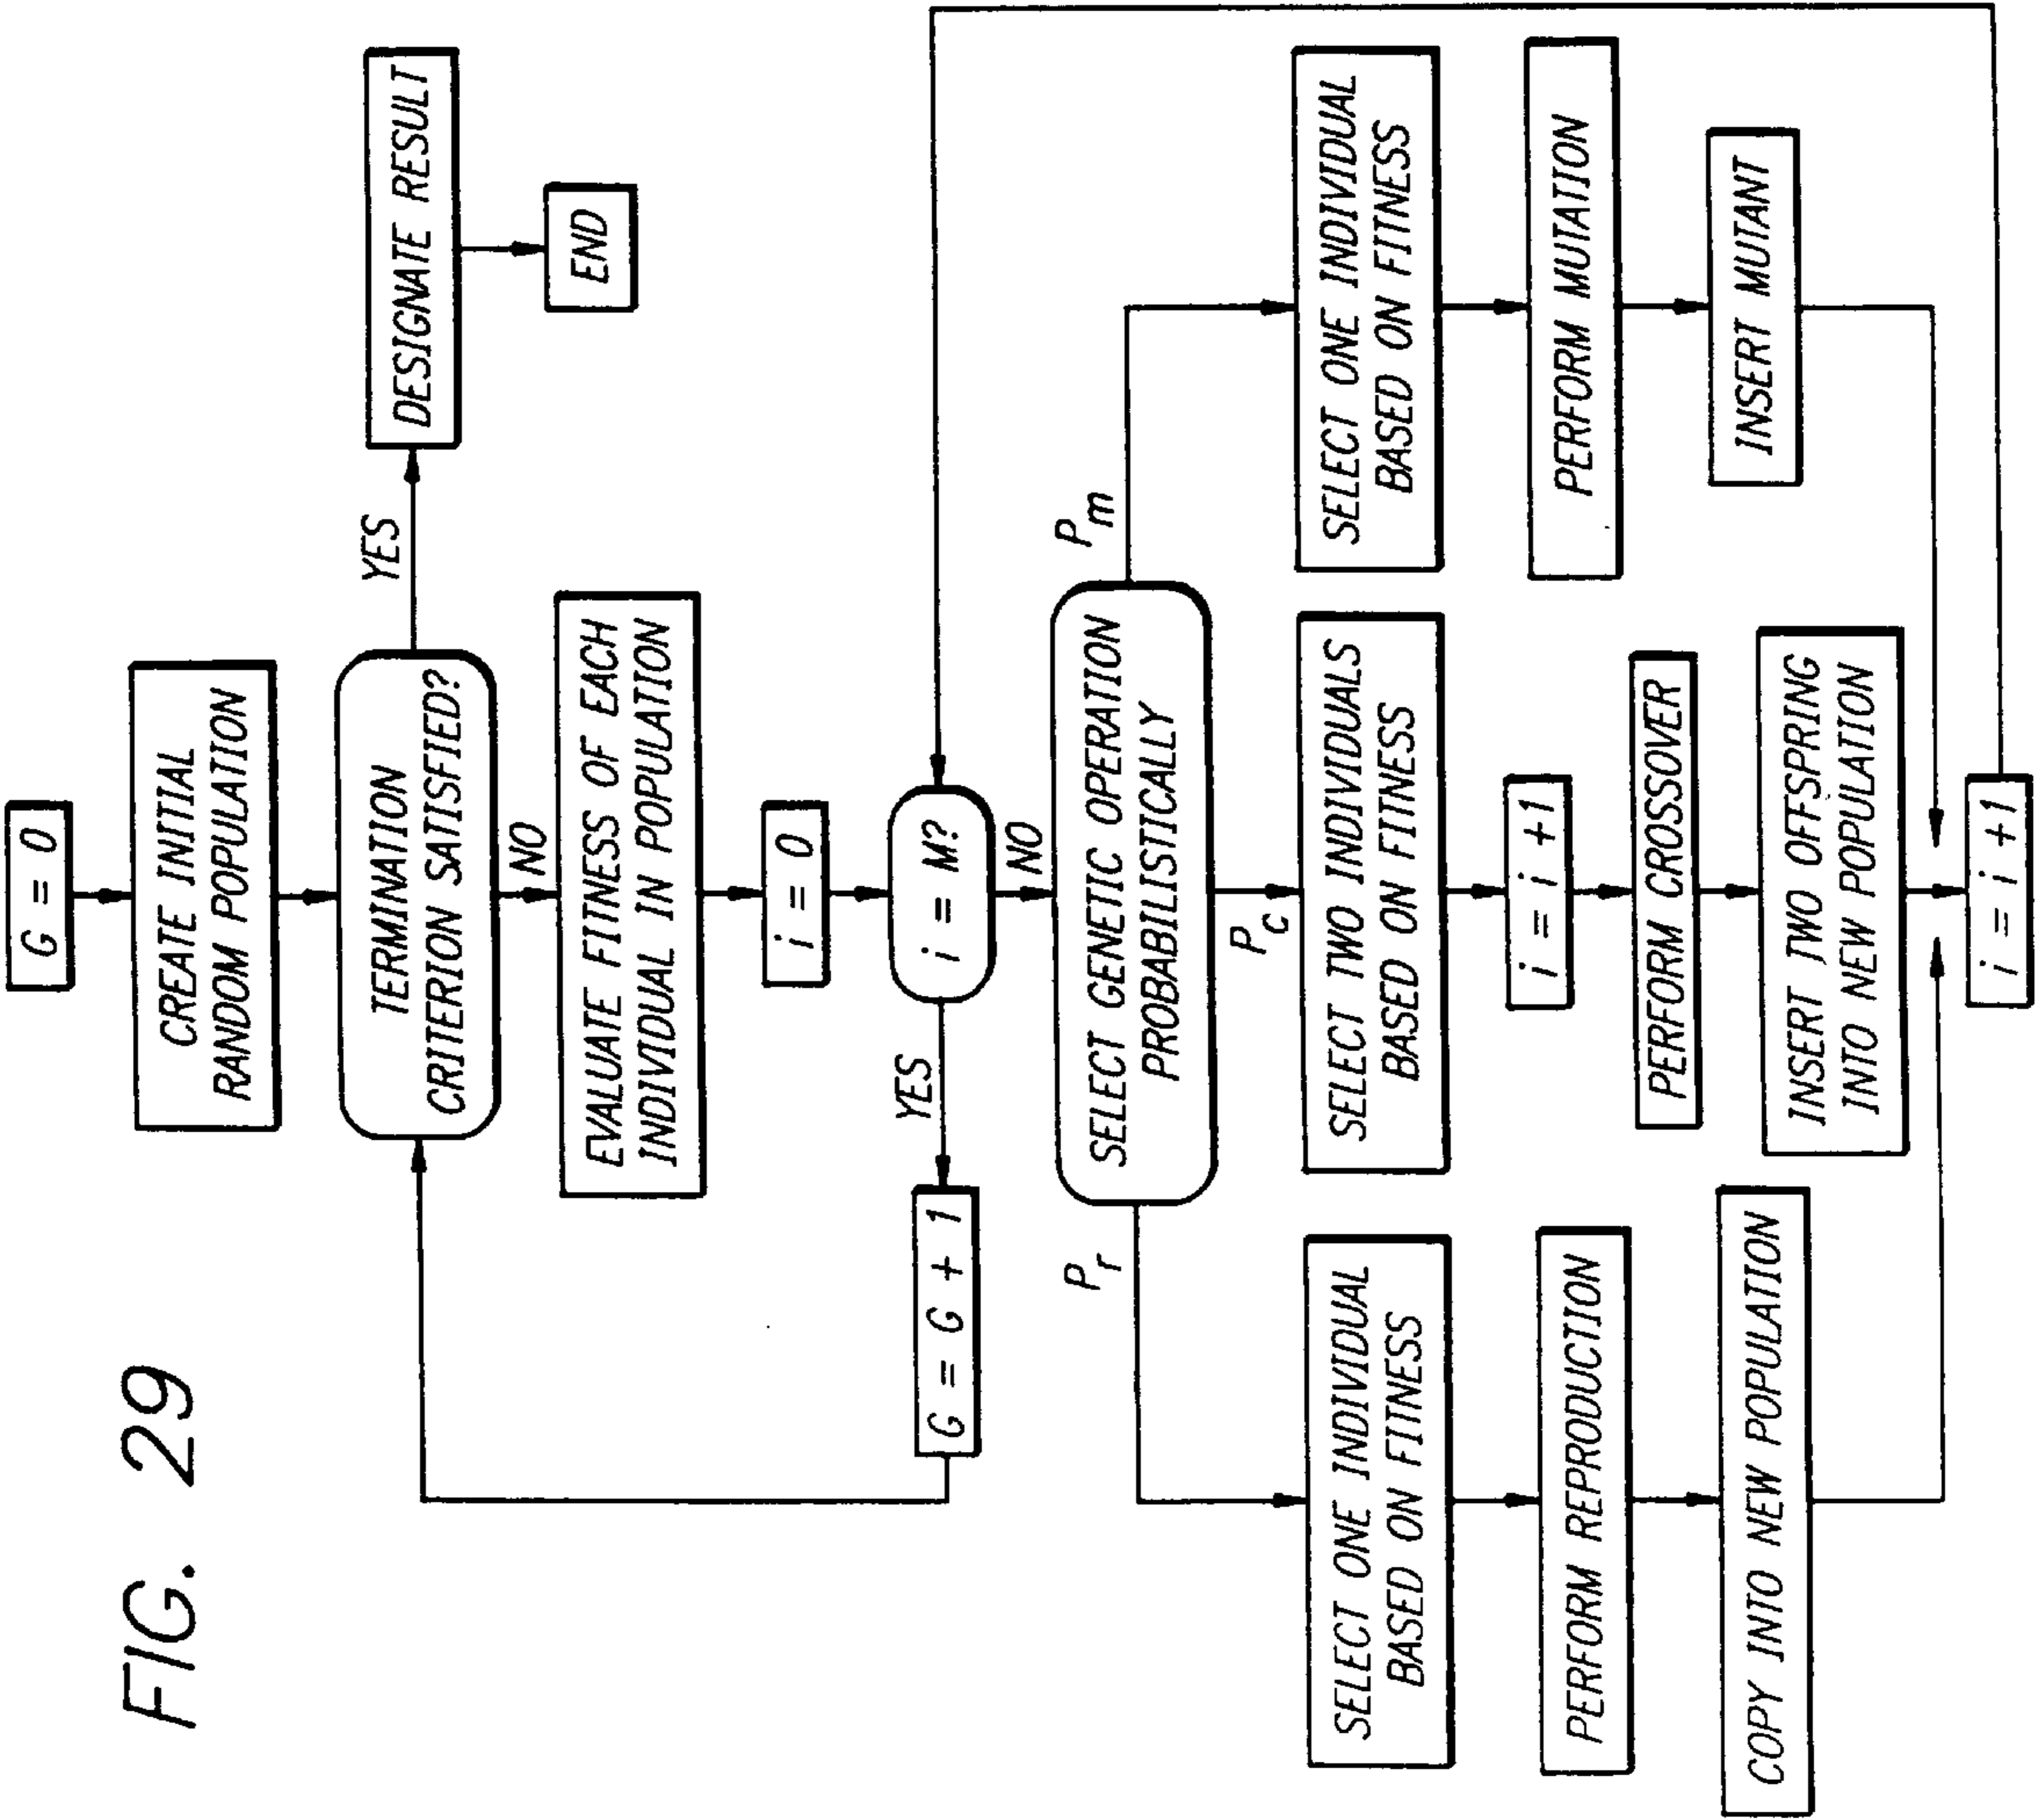 FIG. 29
G = 0
CREATE INITIAL
RANDOM POPULATION
TERMINATION
CRITERION SATISFIED?
YES
DESIGNATE RESULT
END
NO
EVALUATE FITNESS OF EACH
INDIVIDUAL IN POPULATION
i = 0
i = M?
YES
G = G + 1
NO
SELECT GENETIC OPERATION
PROBABILISTICALLY
Pr
SELECT ONE INDIVIDUAL
BASED ON FITNESS
PERFORM REPRODUCTION
COPY INTO NEW POPULATION
Pc
SELECT TWO INDIVIDUALS
BASED ON FITNESS
i = i +1
PERFORM CROSSOVER
INSERT TWO OFFSPRING
INTO NEW POPULATION
Pm
SELECT ONE INDIVIDUAL
BASED ON FITNESS
PERFORM MUTATION
INSERT MUTANT
i = i +1